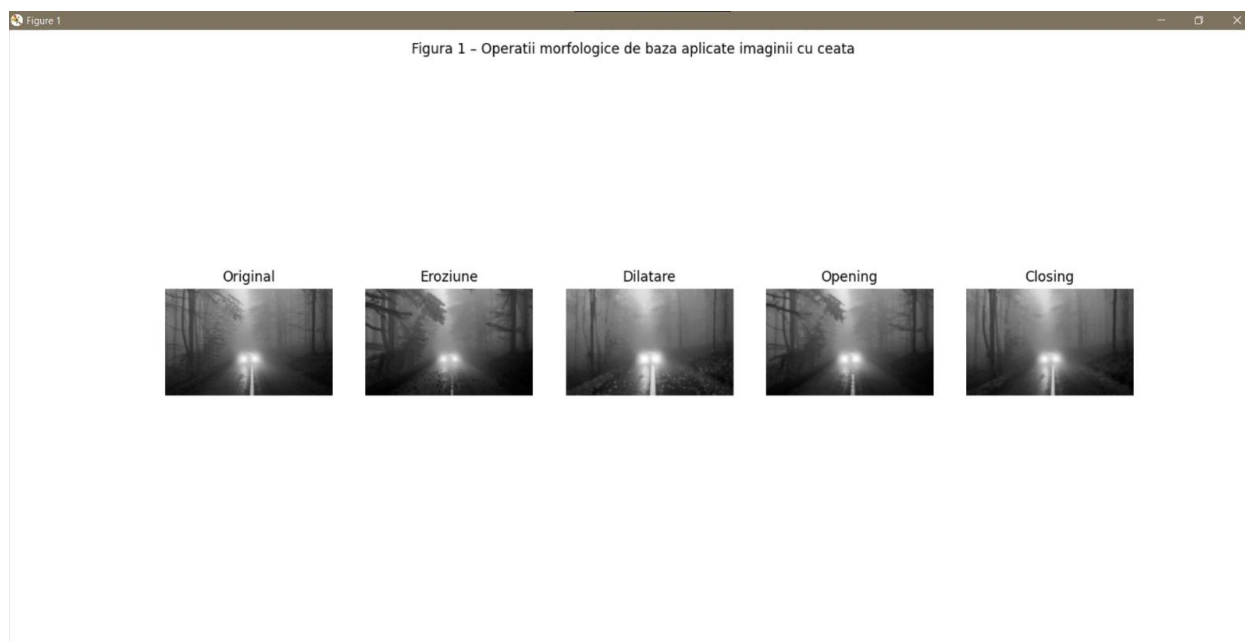 Figure 1
Figura 1 – Operatii morfologice de baza aplicate imaginii cu ceata
Original
Eroziune
Dilatare
Opening
Closing